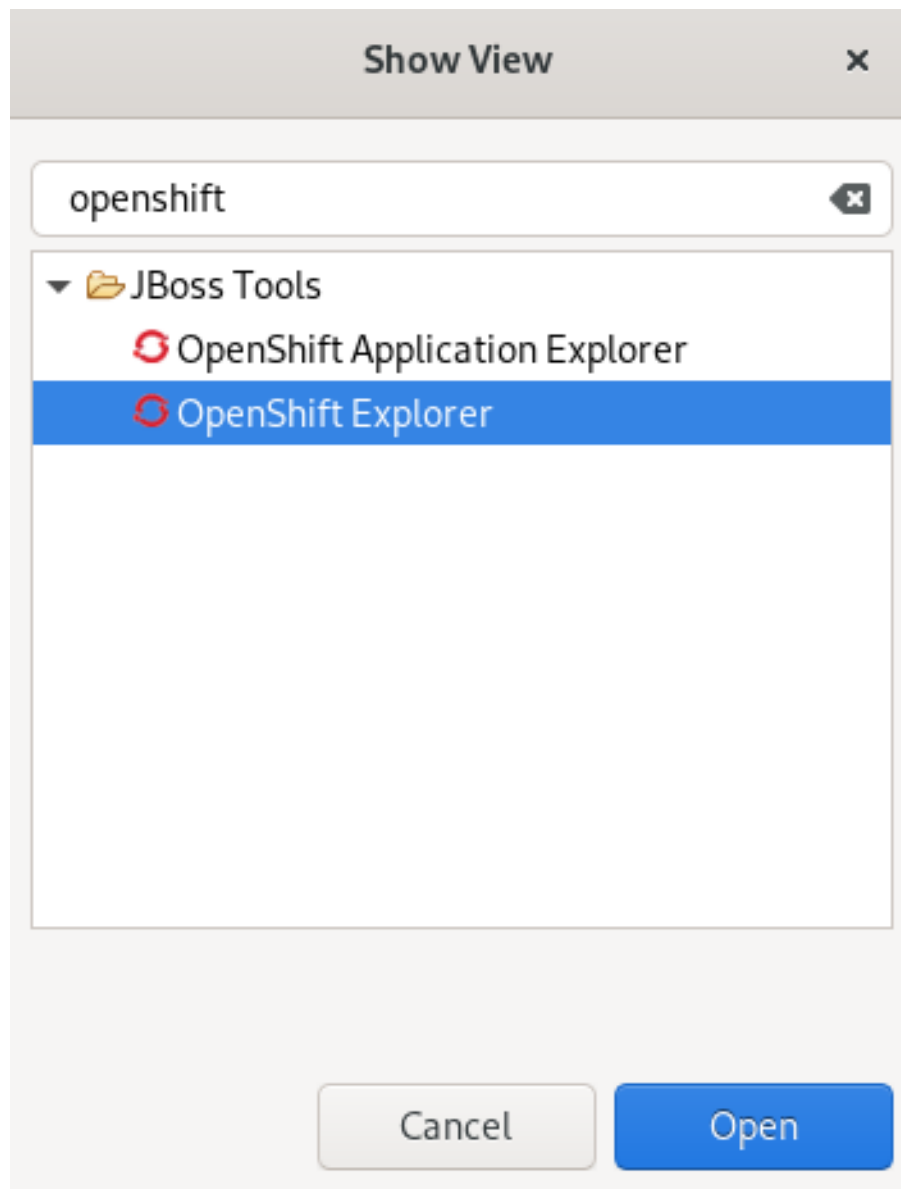 Show View
openshift
JBoss Tools
OpenShift Application Explorer
OpenShift Explorer
Cancel Open